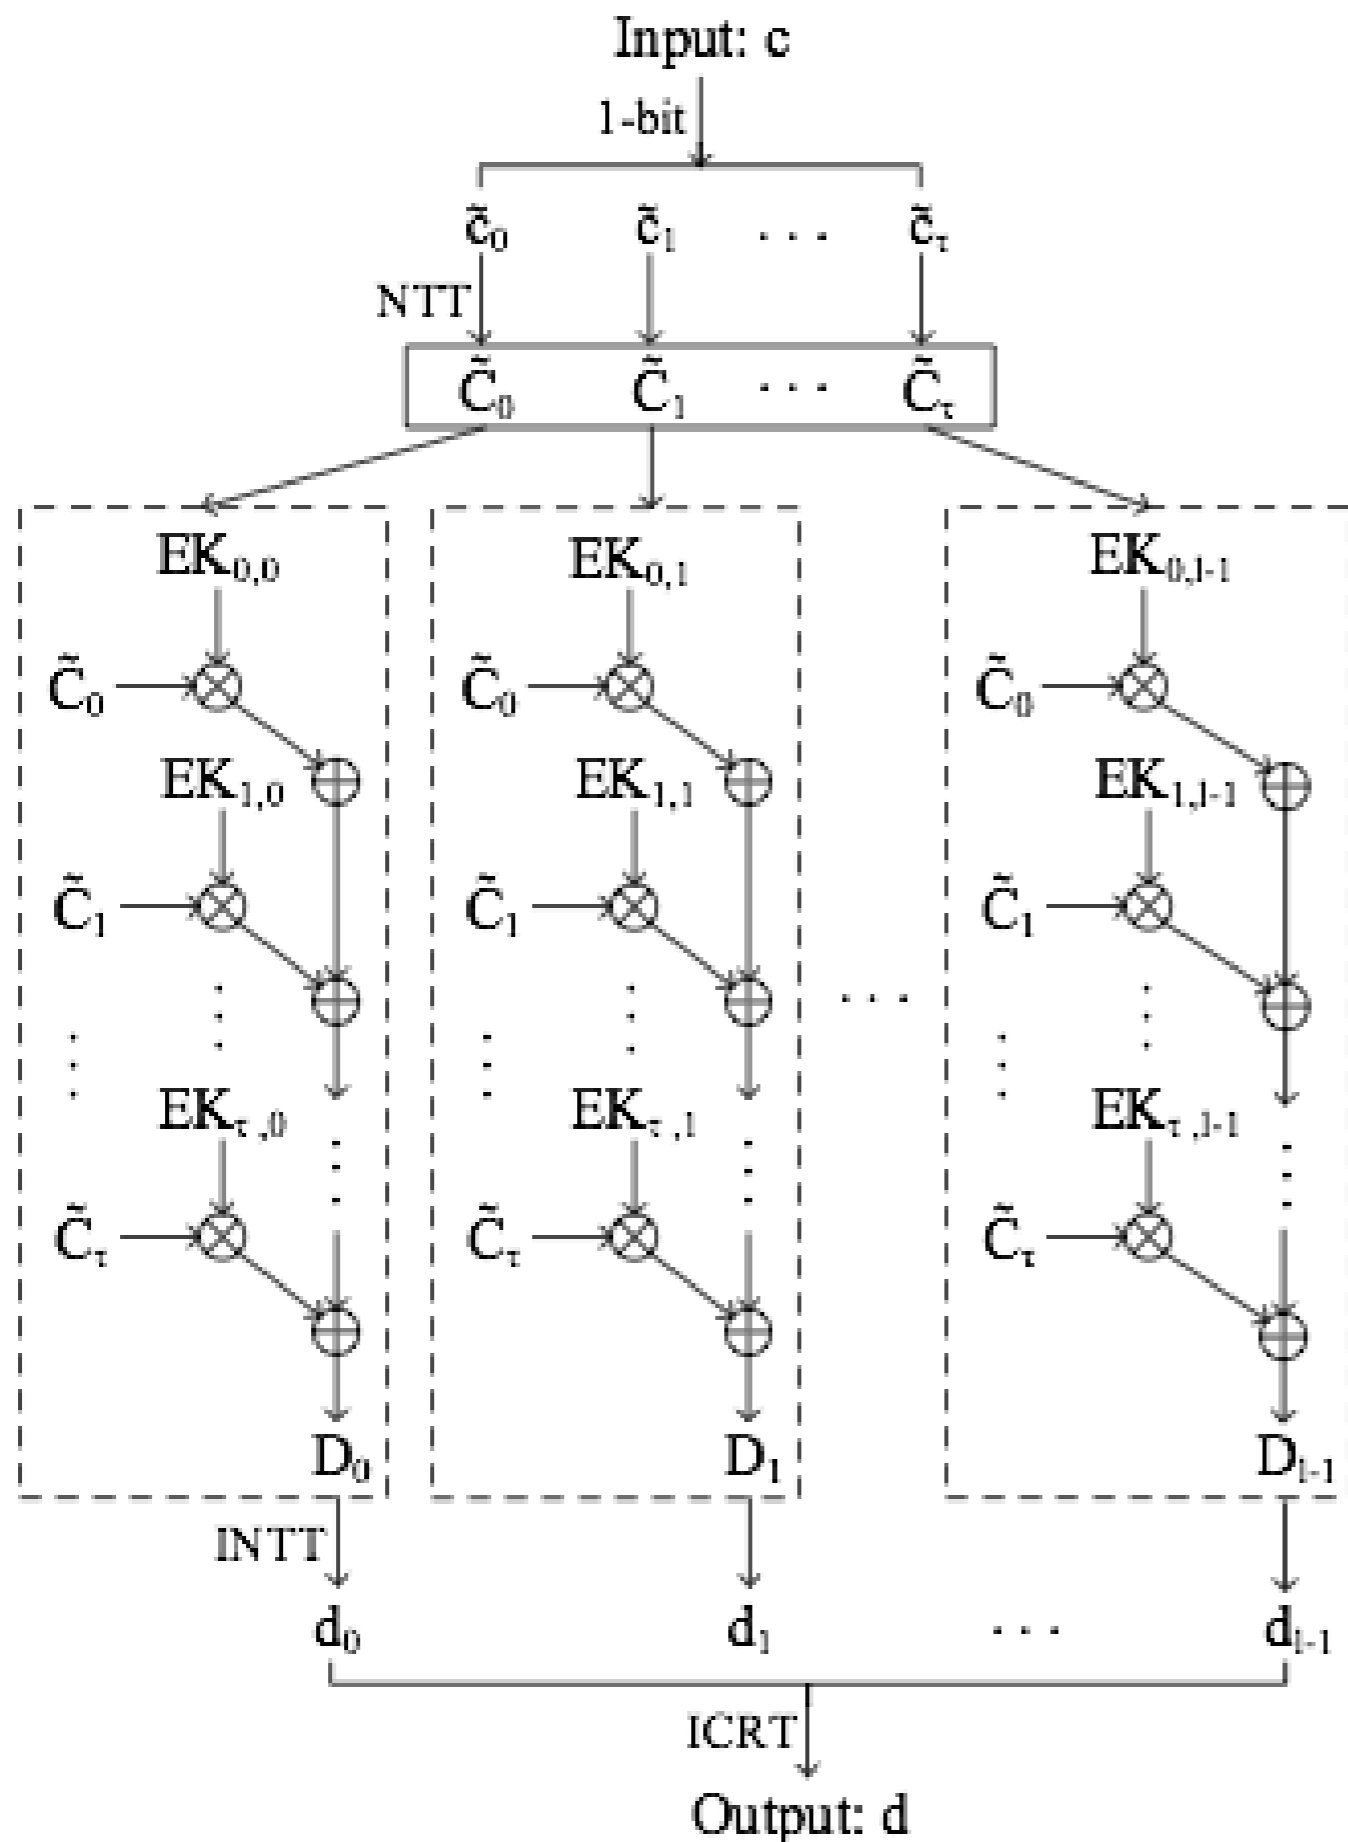 Input: c
1-bit
c̃₀ c̃₁ · · · c̃τ
NTT
C̃₀ C̃₁ · · · C̃τ
EK₀,₀ EK₀,₁ EK₀,l-1
C̃₀ C̃₀ C̃₀
EK₁,₀ EK₁,₁ EK₁,l-1
C̃₁ C̃₁ · · · C̃₁
EKτ,₀ EKτ,₁ EKτ,l-1
C̃τ C̃τ C̃τ
D₀ D₁ Dl-1
INTT
d₀ d₁ · · · dl-1
ICRT
Output: d